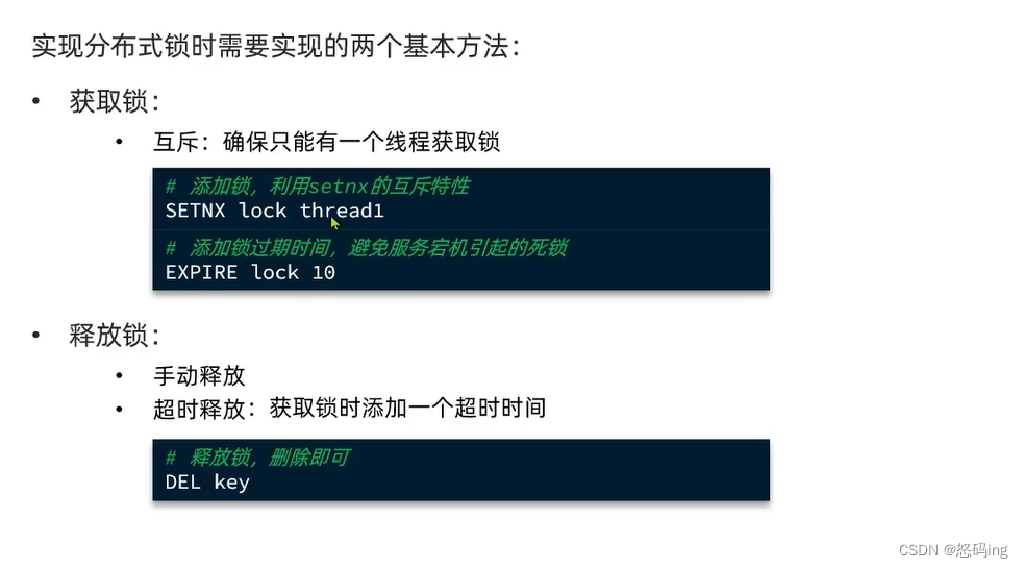 实现分布式锁时需要实现的两个基本方法：
• 获取锁：
• 互斥：确保只能有一个线程获取锁
# 添加锁，利用setnx的互斥特性
SETNX lock thread1
# 添加锁过期时间，避免服务宕机引起的死锁
EXPIRE lock 10
• 释放锁：
• 手动释放
• 超时释放：获取锁时添加一个超时时间
# 释放锁，删除即可
DEL key
CSDN @怒码ing